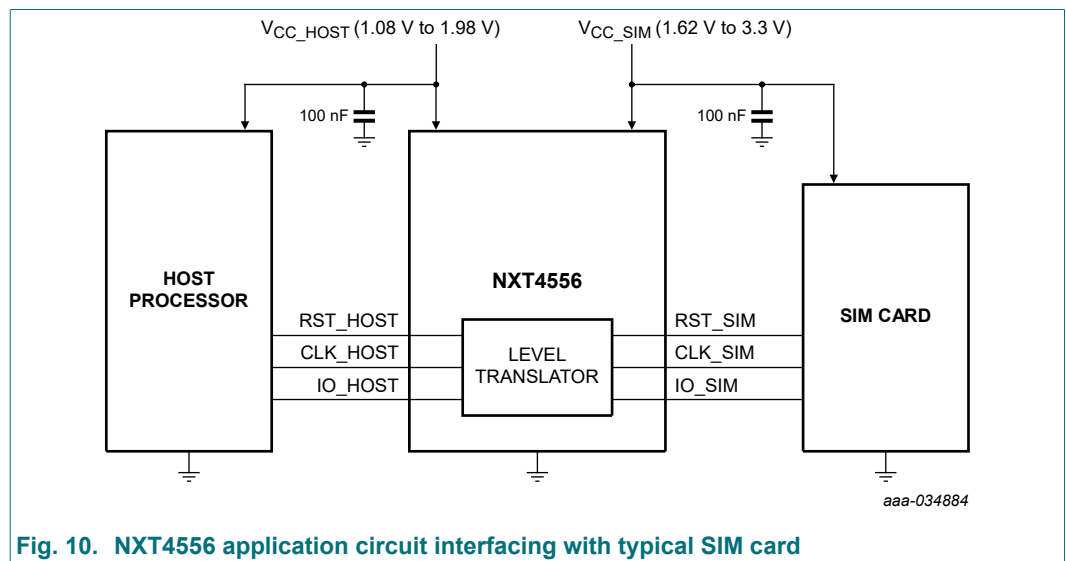 VCC_HOST (1.08 V to 1.98 V)
VCC_SIM (1.62 V to 3.3 V)
100 nF
100 nF
HOST
PROCESSOR
NXT4556
SIM CARD
RST_HOST
CLK_HOST
IO_HOST
LEVEL
TRANSLATOR
RST_SIM
CLK_SIM
IO_SIM
aaa-034884
Fig. 10. NXT4556 application circuit interfacing with typical SIM card